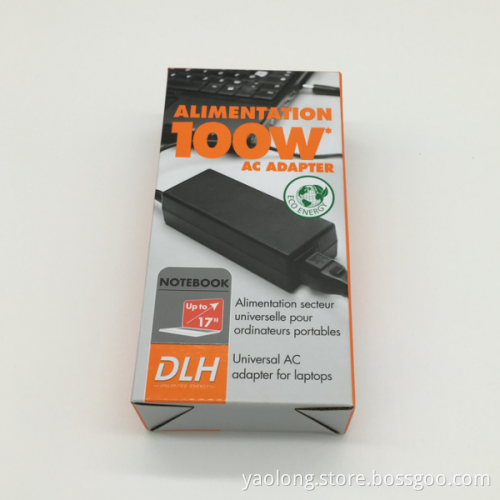 ALIMENTATION
100W*
AC ADAPTER
ECO ENERGY
NOTEBOOK
Up to
17"
Alimentation secteur
universelle pour
ordinateurs portables
DLH
Universal AC
adapter for laptops
yaolong.store.bossgoo.com